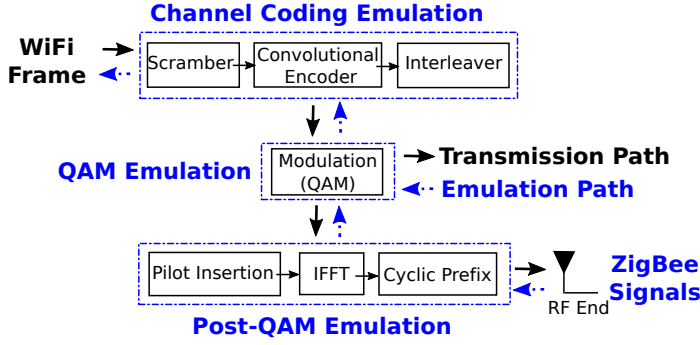 Channel Coding Emulation
WiFi
Frame
Scramber
Convolutional
Encoder
Interleaver
QAM Emulation
Modulation
(QAM)
Transmission Path
Emulation Path
Pilot Insertion
IFFT
Cyclic Prefix
RF End
ZigBee
Signals
Post-QAM Emulation